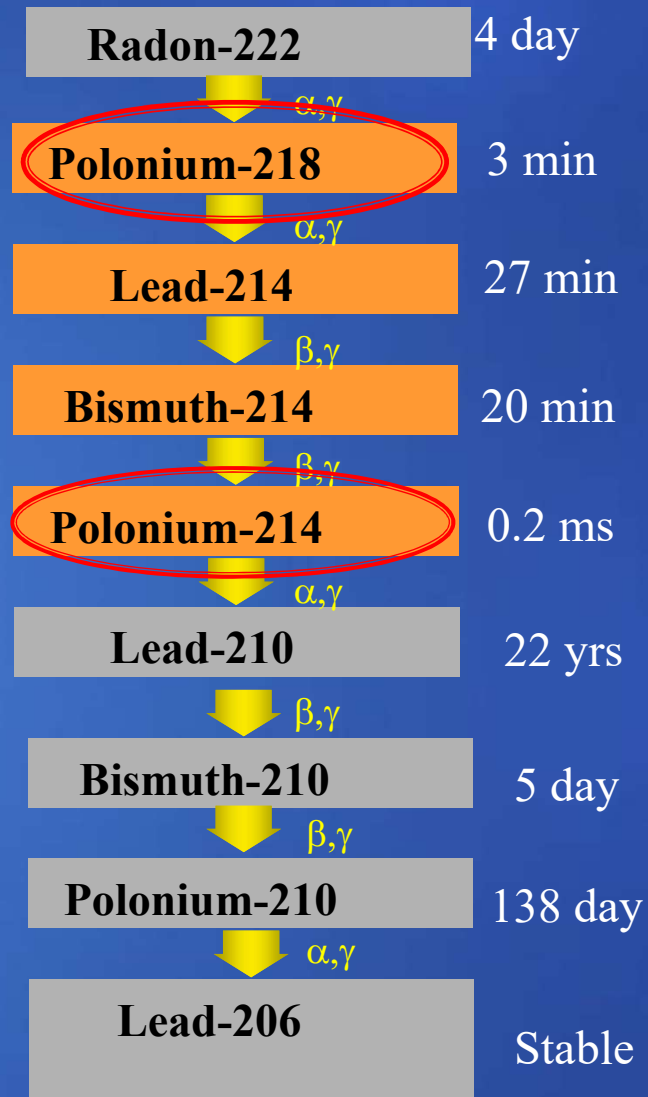 Radon-222 4 day
α,γ
Polonium-218 3 min
α,γ
Lead-214 27 min
β,γ
Bismuth-214 20 min
β,γ
Polonium-214 0.2 ms
α,γ
Lead-210 22 yrs
β,γ
Bismuth-210 5 day
β,γ
Polonium-210 138 day
α,γ
Lead-206 Stable